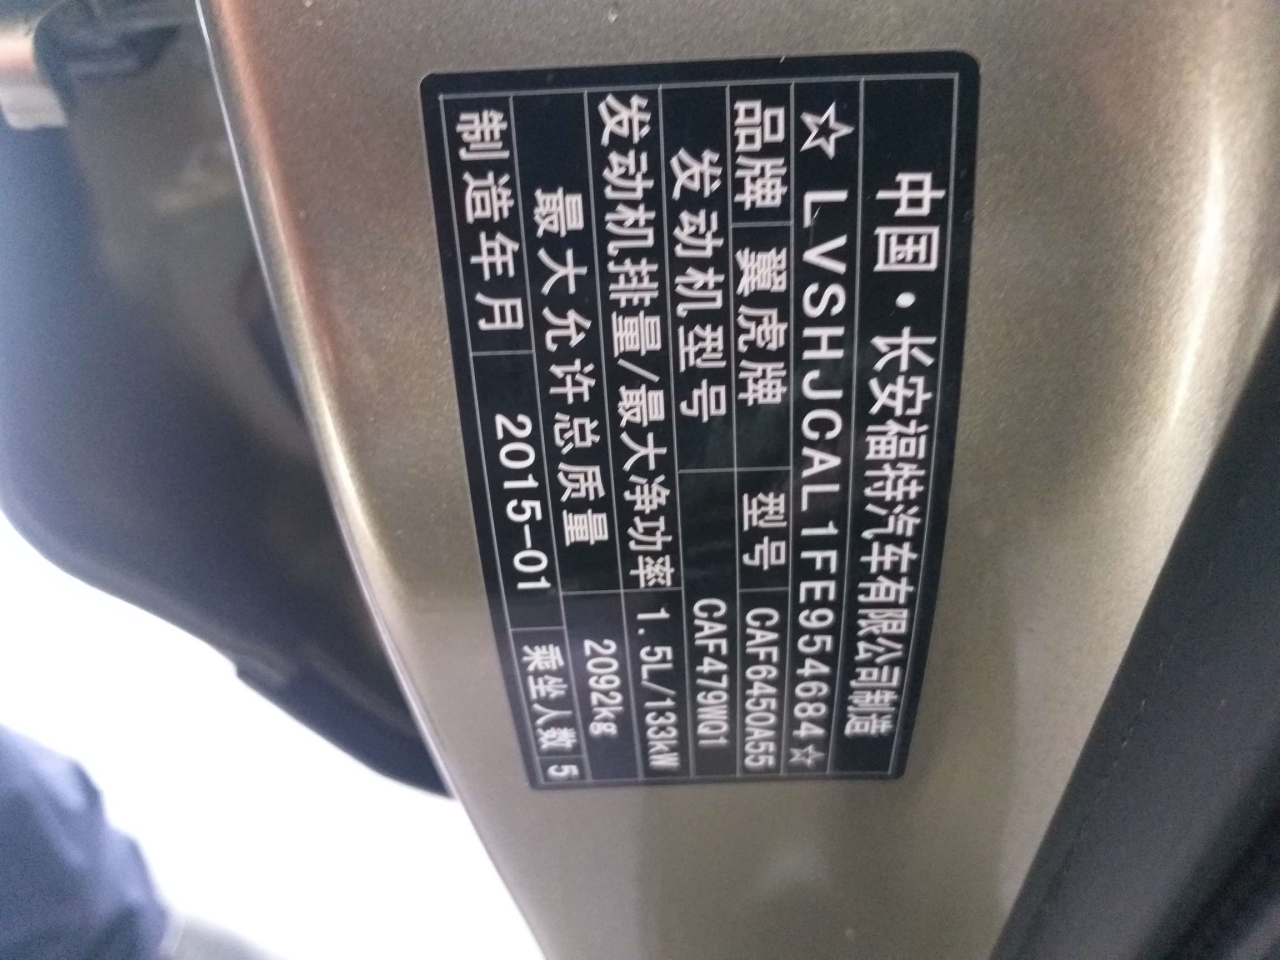 中国·长安福特汽车有限公司制造
☆LVSHJCAL1FE954684☆
品牌 翼虎牌 型号 CAF6450A55
发动机型号 CAF479WQ1
发动机排量/最大净功率 1.5L/133kW
最大允许总质量 2092kg
制造年月 2015-01 乘坐人数 5